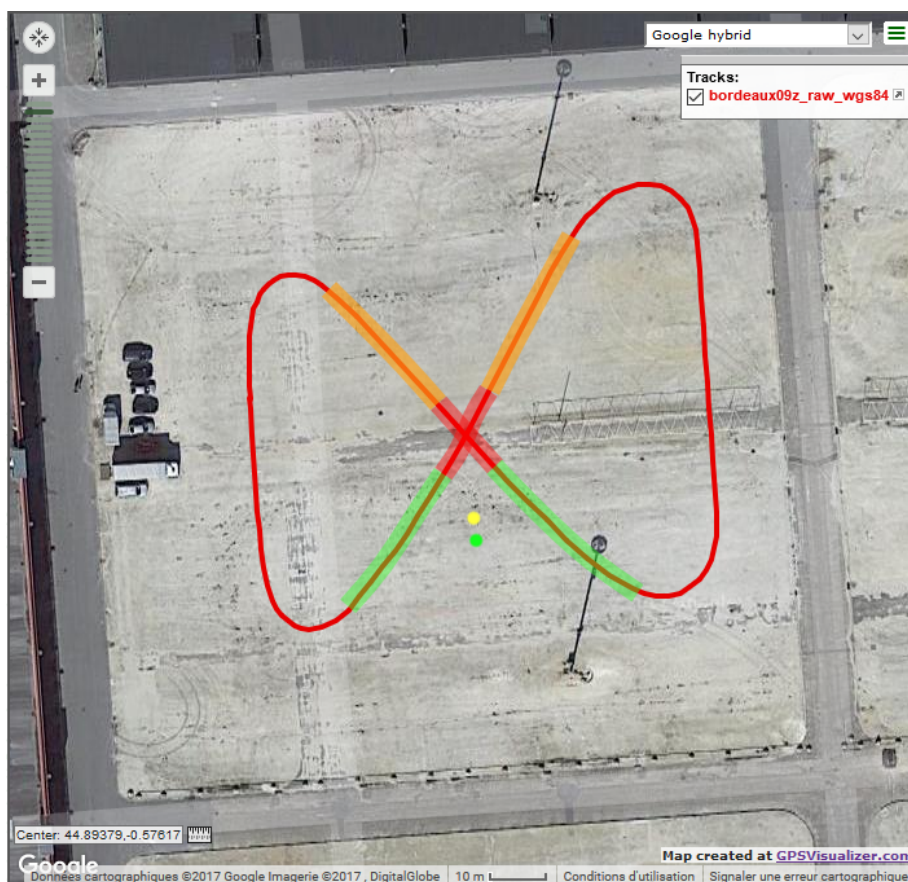 Google hybrid
Tracks:
bordeaux09z_raw_wgs84
Center: 44.89379,-0.57617
Map created at GPSVisualizer.com
Google
Données cartographiques ©2017 Google Imagerie ©2017 , DigitalGlobe
10 m
Conditions d'utilisation
Signaler une erreur cartographique